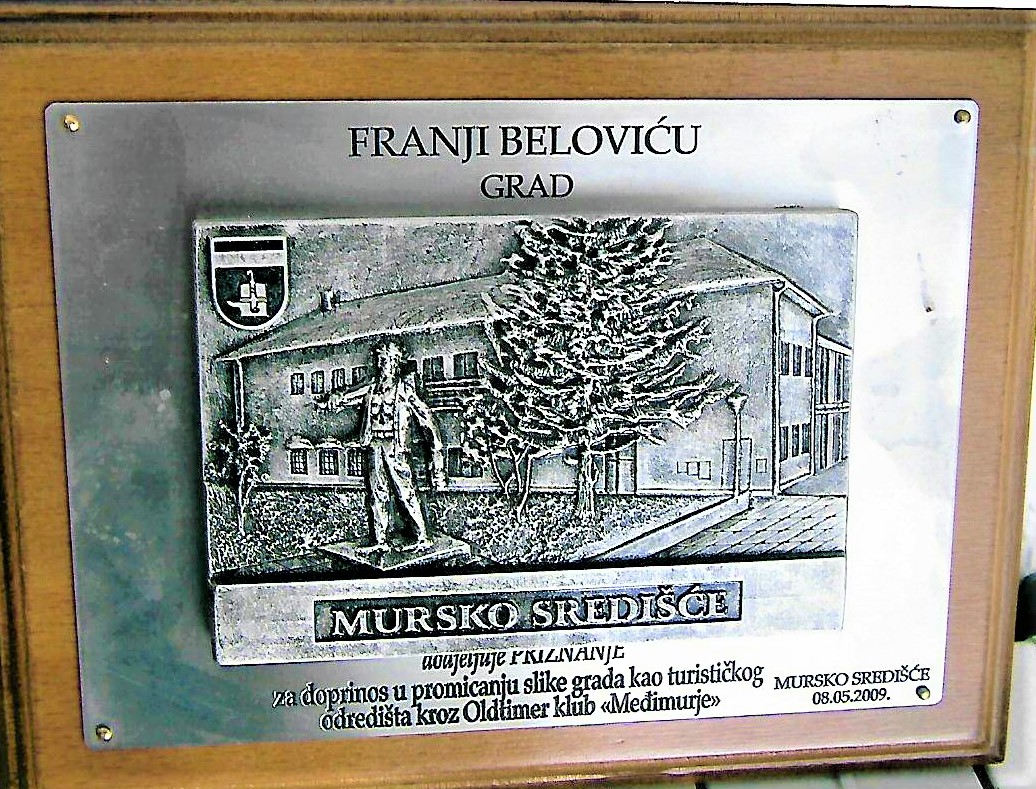 FRANJI BELOVIĆU
GRAD
MURSKO SREDIŠĆE
dodjeljuje PRIZNANJE
za doprinos u promicanju slike grada kao turističkog
odredišta kroz Oldtimer klub «Međimurje»
MURSKO SREDIŠĆE
08.05.2009.